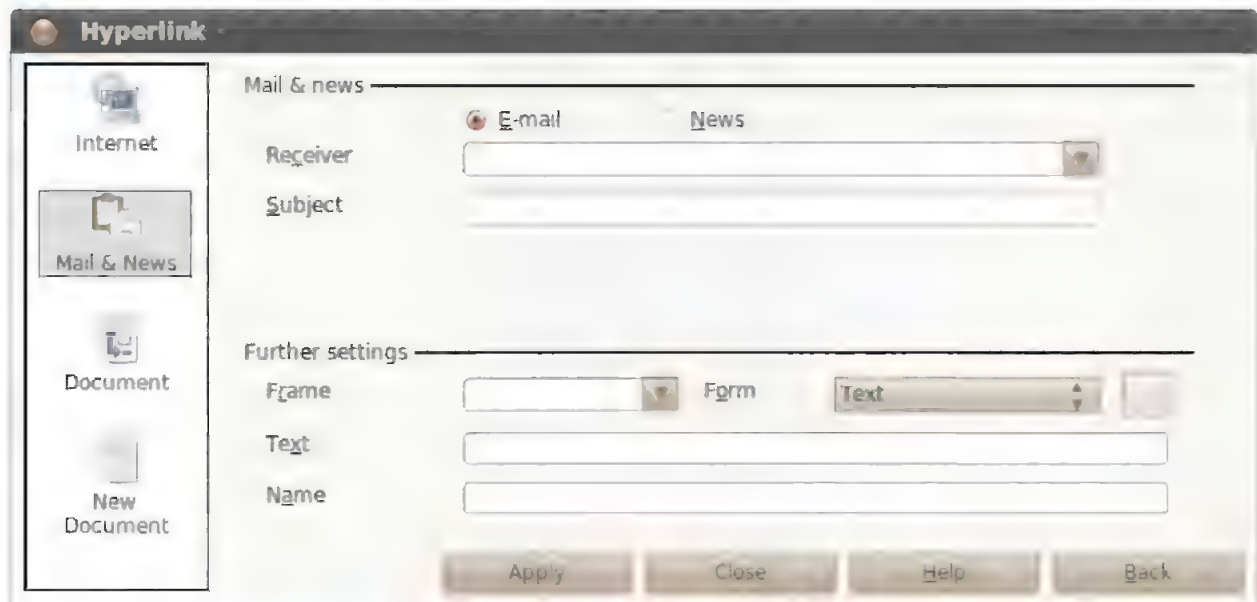 Hyperlink
Internet
Mail & News
Document
New
Document
Mail & news
E-mail News
Receiver
Subject
Further settings
Frame Form Text
Text
Name
Apply Close Help Back